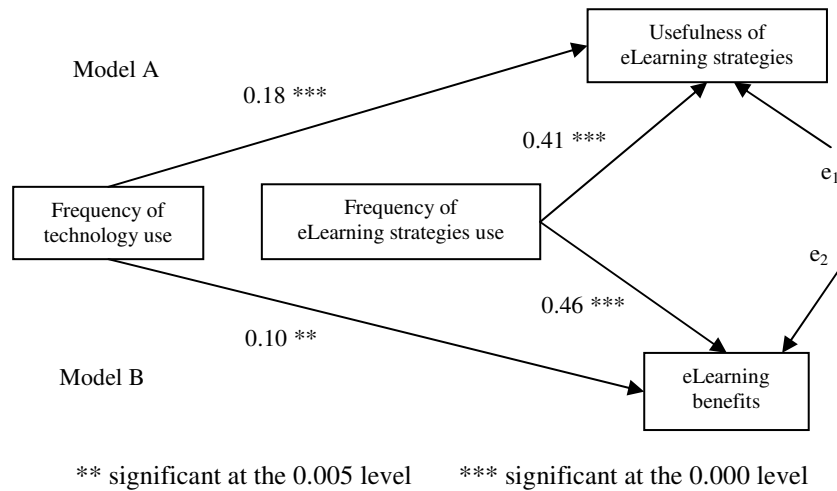 Usefulness of
eLearning strategies
Model A
0.18 ***
0.41 ***
e1
Frequency of
technology use
Frequency of
eLearning strategies use
e2
0.46 ***
0.10 **
Model B
eLearning
benefits
** significant at the 0.005 level *** significant at the 0.000 level